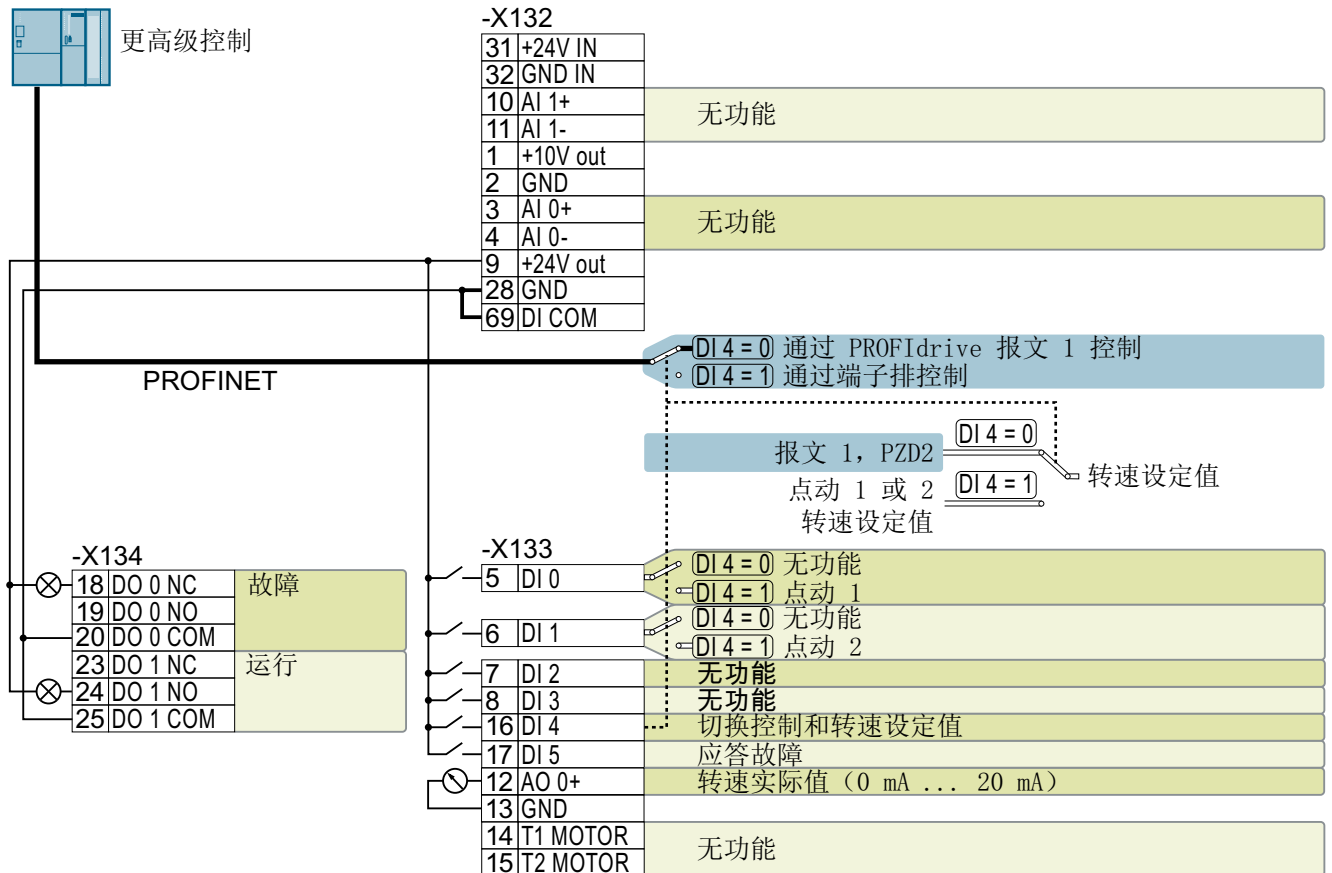 更高级控制
-X132
31 +24V IN
32 GND IN
10 AI 1+
11 AI 1-
无功能
1 +10V out
2 GND
3 AI 0+
4 AI 0-
无功能
9 +24V out
28 GND
69 DI COM
PROFINET
DI 4 = 0 通过 PROFIdrive 报文 1 控制
DI 4 = 1 通过端子排控制
报文 1, PZD2
DI 4 = 0
点动 1 或 2
转速设定值
DI 4 = 1
转速设定值
-X134
18 DO 0 NC 故障
19 DO 0 NO
20 DO 0 COM
23 DO 1 NC 运行
24 DO 1 NO
25 DO 1 COM
-X133
5 DI 0
DI 4 = 0 无功能
DI 4 = 1 点动 1
6 DI 1
DI 4 = 0 无功能
DI 4 = 1 点动 2
7 DI 2 无功能
8 DI 3 无功能
16 DI 4 切换控制和转速设定值
17 DI 5 应答故障
12 AO 0+ 转速实际值（0 mA ... 20 mA）
13 GND
14 T1 MOTOR
15 T2 MOTOR
无功能